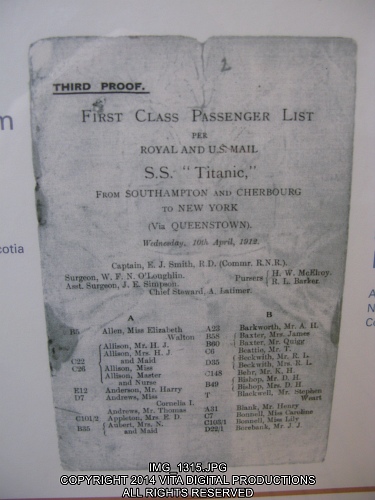 2
THIRD PROOF.
FIRST CLASS PASSENGER LIST
PER
ROYAL AND U.S. MAIL
S.S. "Titanic,"
FROM SOUTHAMPTON AND CHERBOURG
TO NEW YORK
(Via QUEENSTOWN).
Wednesday, 10th April, 1912.
Captain, E. J. Smith, R.D. (Commr. R.N.R.).
Surgeon, W. F. N. O'Loughlin.
Asst. Surgeon, J. E. Simpson.
Pursers H. W. McElroy.
R. L. Barker.
Chief Steward, A. Latimer.
A
B5 Allen, Miss Elizabeth
Walton
Allison, Mr. H. J.
Allison, Mrs. H. J
C22 and Maid
C26 Allison, Miss
Allison, Master
and Nurse
E12 Anderson, Mr. Harry
D7 Andrews, Miss
Cornelia I.
Andrews, Mr. Thomas
C101/2 Appleton, Mrs. E. D.
B35 Aubert, Mrs. N.
and Maid
B
A23 Barkworth, Mr. A. H.
B58 Baxter, Mrs. James
B60 Baxter, Mr. Quigg
C6 Beattie, Mr. T.
D35 Beckwith, Mr. R. L.
Beckwith, Mrs. R. L.
C148 Behr, Mr. K. H.
B49 Bishop, Mr. D. H.
Bishop, Mrs. D. H.
T Blackwell, Mr. Stephen
Weart
A31 Blank, Mr. Henry
C7 Bonnell, Miss Caroline
C103/1 Bonnell, Miss Lily
D22/1 Borebank, Mr. J. J.
m
cotia
A
N
Co
IMG_1315.JPG
COPYRIGHT 2014 VITA DIGITAL PRODUCTIONS
ALL RIGHTS RESERVED